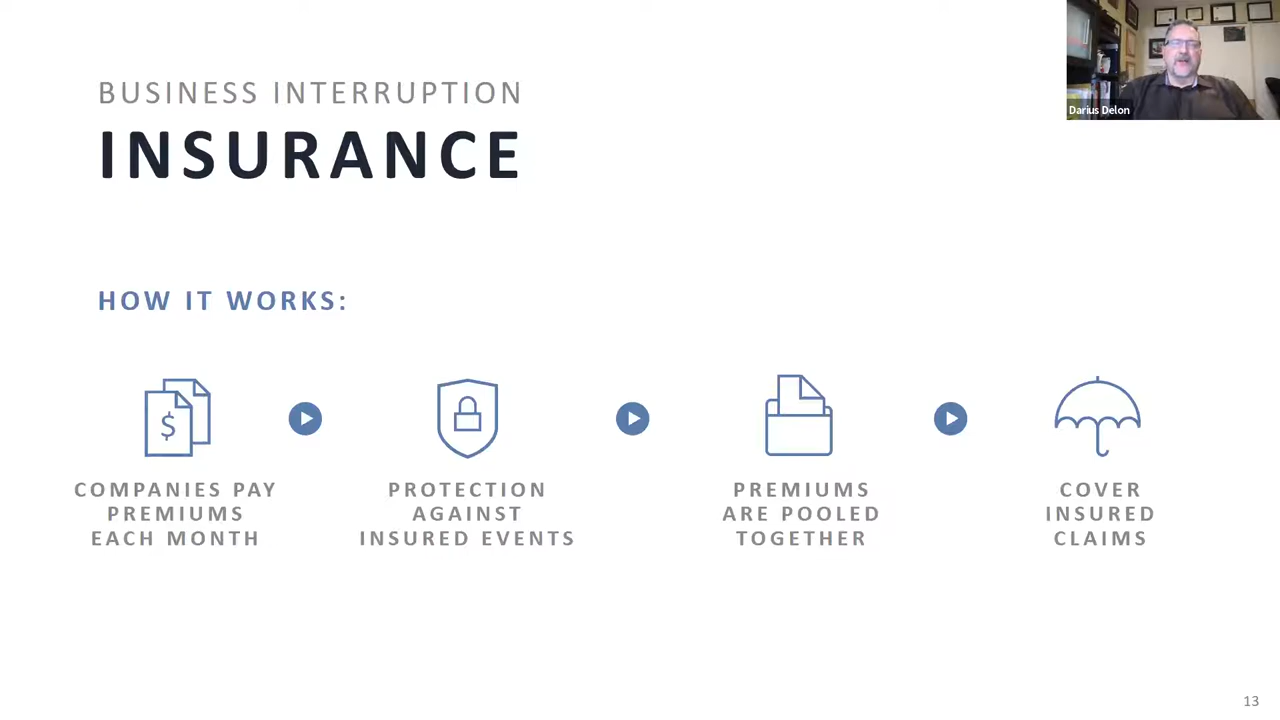 BUSINESS INTERRUPTION
INSURANCE
Darius Delon
HOW IT WORKS:
$
COMPANIES PAY
PREMIUMS
EACH MONTH
PROTECTION
AGAINST
INSURED EVENTS
PREMIUMS
ARE POOLED
TOGETHER
COVER
INSURED
CLAIMS
13